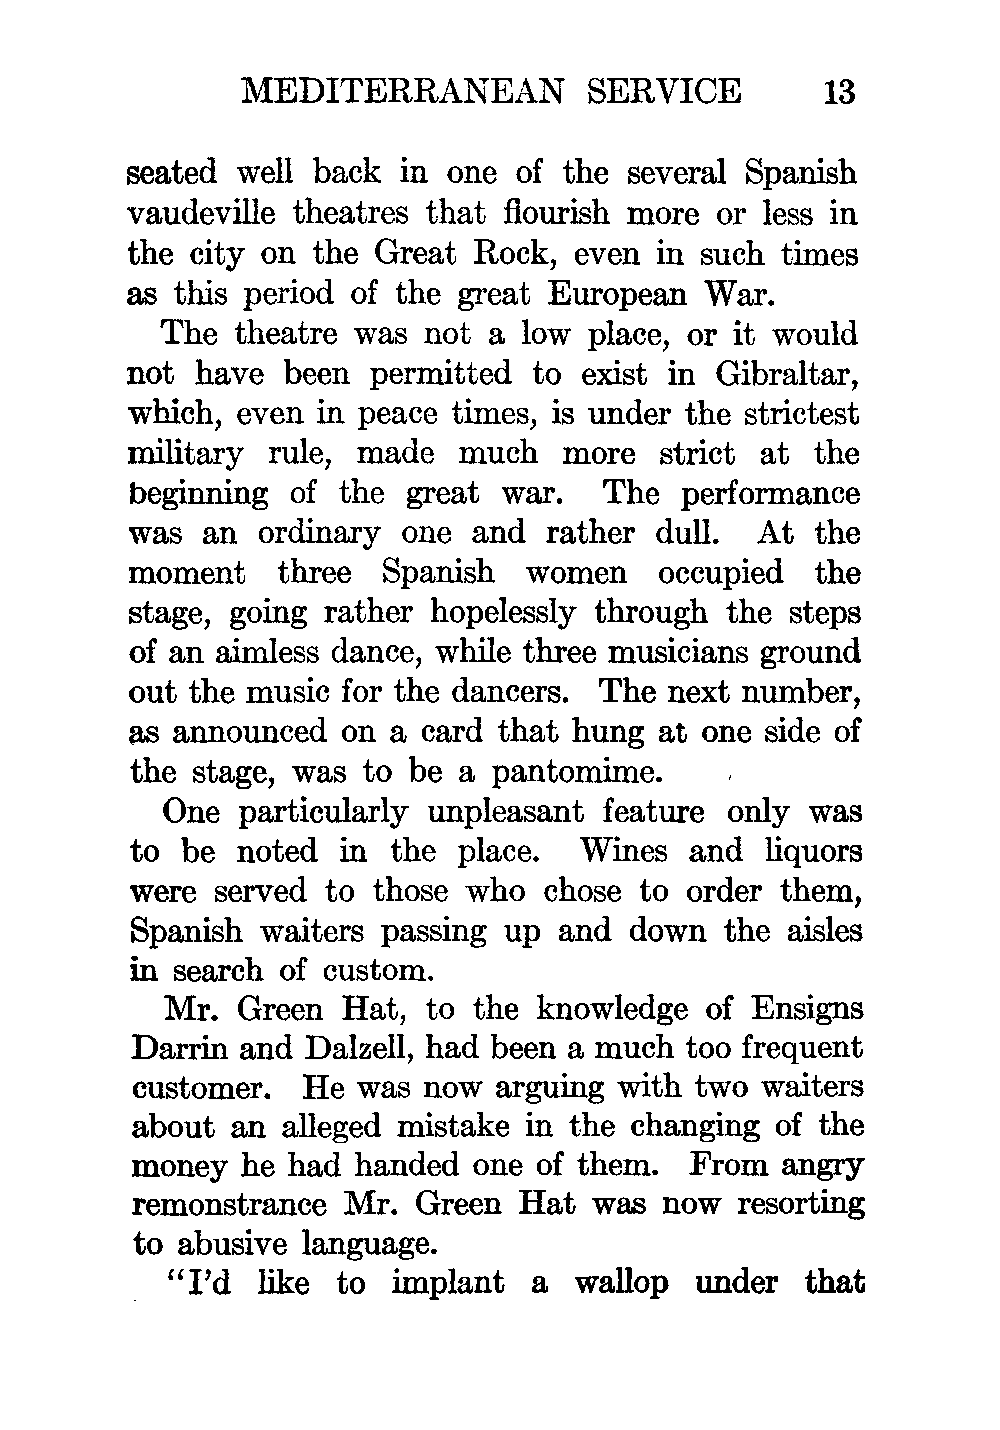 MEDITERRANEAN SERVICE 13
seated well back in one of the several Spanish
vaudeville theatres that flourish more or less in
the city on the Great Rock, even in such times
as this period of the great European War.
The theatre was not a low place, or it would
not have been permitted to exist in Gibraltar,
which, even in peace times, is under the strictest
military rule, made much more strict at the
beginning of the great war. The performance
was an ordinary one and rather dull. At the
moment three Spanish women occupied the
stage, going rather hopelessly through the steps
of an aimless dance, while three musicians ground
out the music for the dancers. The next number,
as announced on a card that hung at one side of
the stage, was to be a pantomime.
One particularly unpleasant feature only was
to be noted in the place. Wines and liquors
were served to those who chose to order them,
Spanish waiters passing up and down the aisles
in search of custom.
Mr. Green Hat, to the knowledge of Ensigns
Darrin and Dalzell, had been a much too frequent
customer. He was now arguing with two waiters
about an alleged mistake in the changing of the
money he had handed one of them. From angry
remonstrance Mr. Green Hat was now resorting
to abusive language.
"I'd like to implant a wallop under that